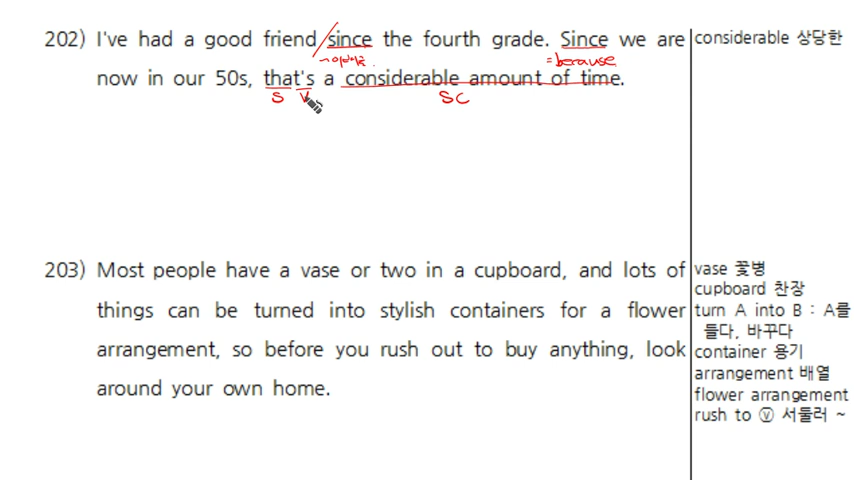 202) I've had a good friend since the fourth grade. Since we are
now in our 50s, that's a considerable amount of time.
considerable 상당한
~이래로
= because
S V SC
203) Most people have a vase or two in a cupboard, and lots of
things can be turned into stylish containers for a flower
arrangement, so before you rush out to buy anything, look
around your own home.
vase 꽃병
cupboard 찬장
turn A into B : A를
들다, 바꾸다
container 용기
arrangement 배열
flower arrangement
rush to ⓥ 서둘러 ~